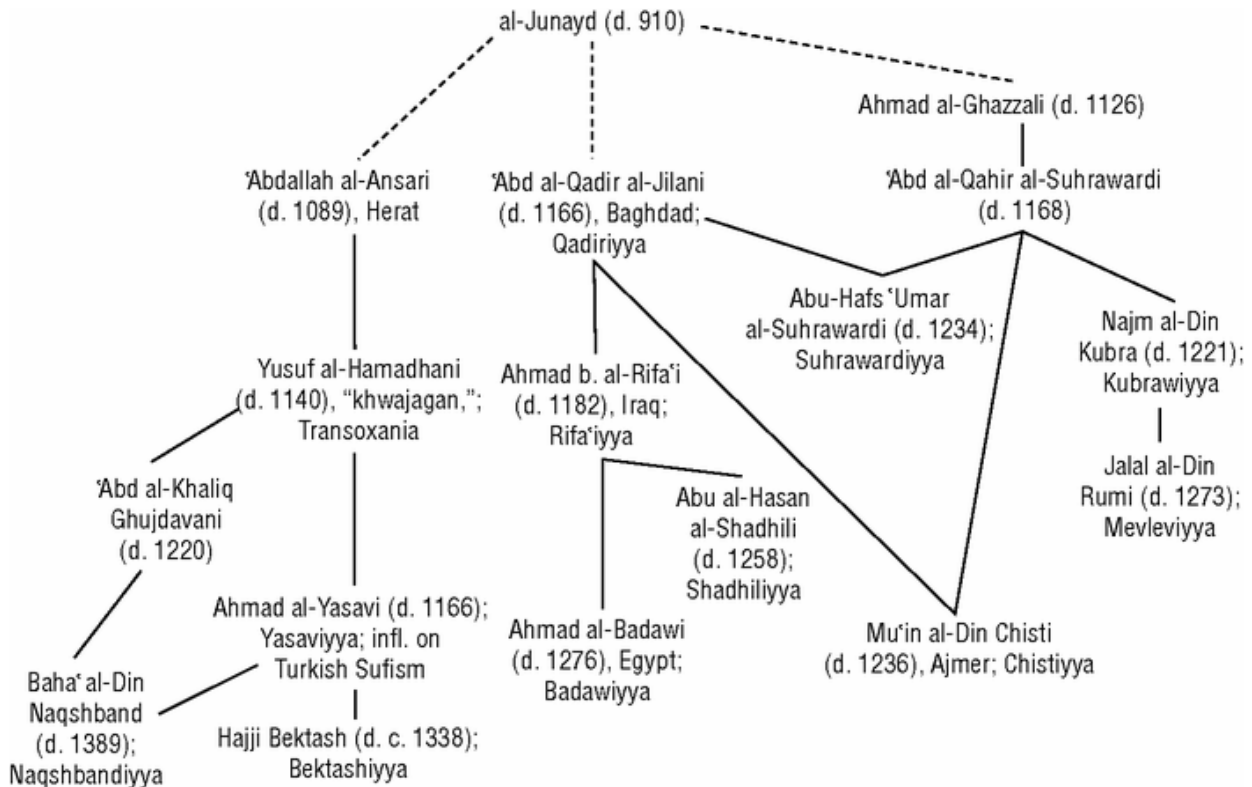 al-Junayd (d. 910)
Ahmad al-Ghazzali (d. 1126)
ʿAbdallah al-Ansari
(d. 1089), Herat
ʿAbd al-Qadir al-Jilani
(d. 1166), Baghdad;
Qadiriyya
ʿAbd al-Qahir al-Suhrawardi
(d. 1168)
Abu-Hafs ʿUmar
al-Suhrawardi (d. 1234);
Suhrawardiyya
Najm al-Din
Kubra (d. 1221);
Kubrawiyya
Yusuf al-Hamadhani
(d. 1140), “khwajagan,”;
Transoxania
Ahmad b. al-Rifaʿi
(d. 1182), Iraq;
Rifaʿiyya
ʿAbd al-Khaliq
Ghujdavani
(d. 1220)
Abu al-Hasan
al-Shadhili
(d. 1258);
Shadhiliyya
Jalal al-Din
Rumi (d. 1273);
Mevleviyya
Ahmad al-Yasavi (d. 1166);
Yasaviyya; infl. on
Turkish Sufism
Ahmad al-Badawi
(d. 1276), Egypt;
Badawiyya
Muʿin al-Din Chisti
(d. 1236), Ajmer; Chistiyya
Bahaʿ al-Din
Naqshband
(d. 1389);
Naqshbandiyya
Hajji Bektash (d. c. 1338);
Bektashiyya